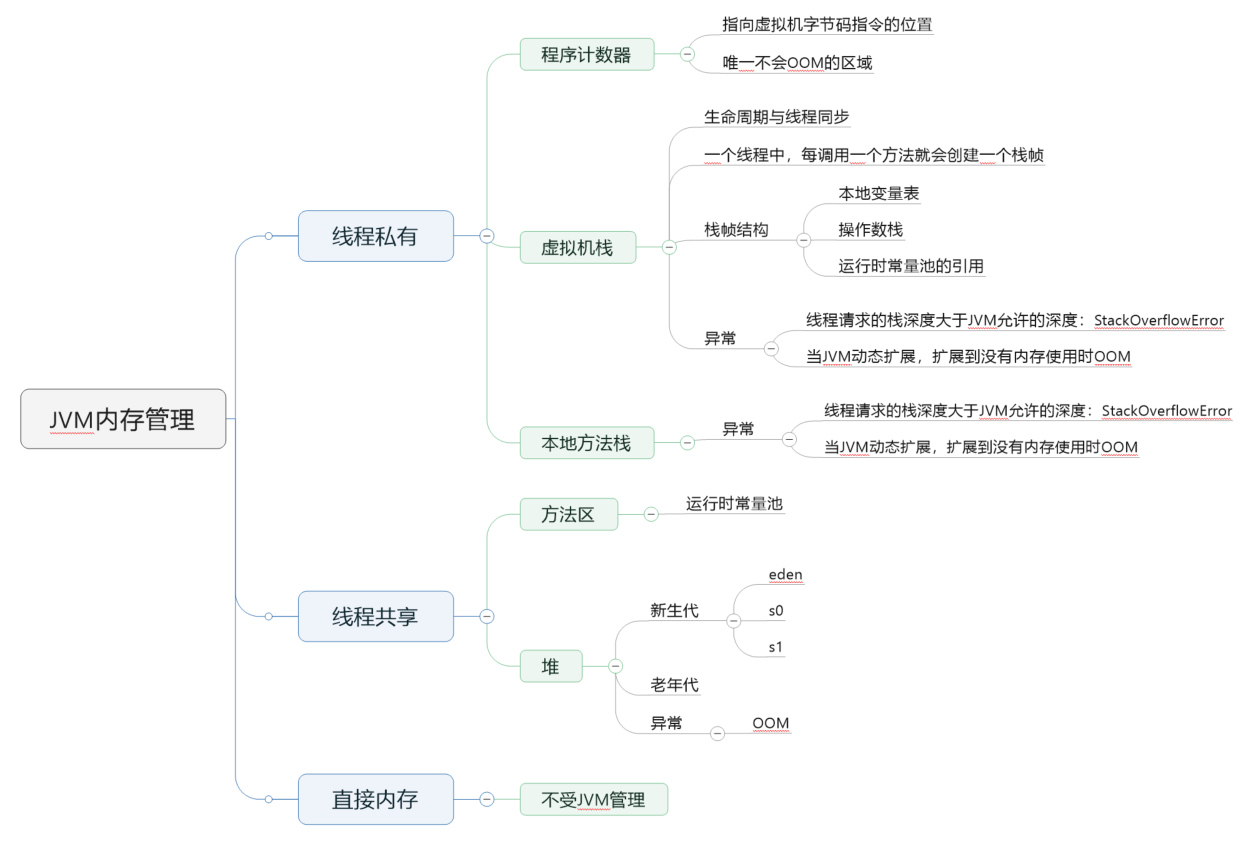 JVM内存管理
线程私有
程序计数器
指向虚拟机字节码指令的位置
唯一不会OOM的区域
虚拟机栈
生命周期与线程同步
一个线程中，每调用一个方法就会创建一个栈帧
栈帧结构
本地变量表
操作数栈
运行时常量池的引用
异常
线程请求的栈深度大于JVM允许的深度：StackOverflowError
当JVM动态扩展，扩展到没有内存使用时OOM
本地方法栈
异常
线程请求的栈深度大于JVM允许的深度：StackOverflowError
当JVM动态扩展，扩展到没有内存使用时OOM
线程共享
方法区
运行时常量池
堆
新生代
eden
s0
s1
老年代
异常
OOM
直接内存
不受JVM管理